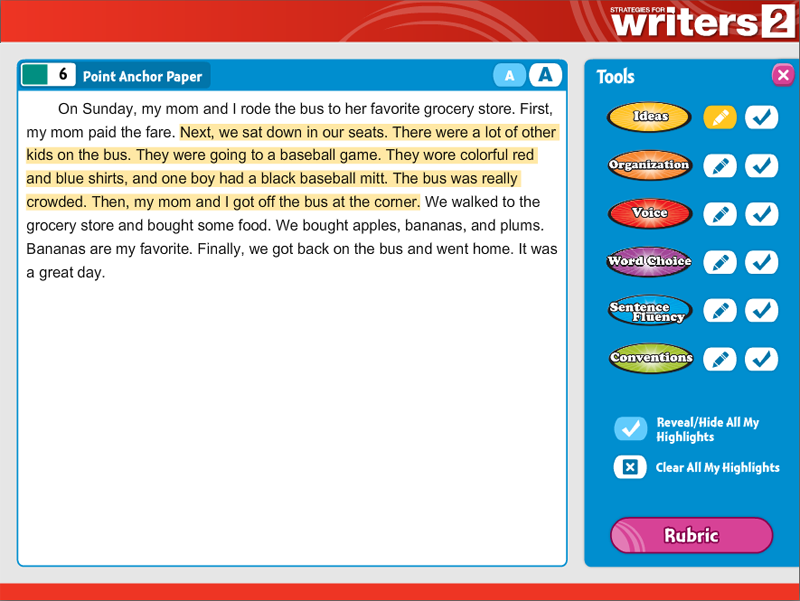 STRATEGIES FOR
writers 2
6 Point Anchor Paper
A A
On Sunday, my mom and I rode the bus to her favorite grocery store. First,
my mom paid the fare. Next, we sat down in our seats. There were a lot of other
kids on the bus. They were going to a baseball game. They wore colorful red
and blue shirts, and one boy had a black baseball mitt. The bus was really
crowded. Then, my mom and I got off the bus at the corner. We walked to the
grocery store and bought some food. We bought apples, bananas, and plums.
Bananas are my favorite. Finally, we got back on the bus and went home. It was
a great day.
Tools
Ideas
Organization
Voice
Word Choice
Sentence
Fluency
Conventions
Reveal/Hide All My
Highlights
Clear All My Highlights
Rubric